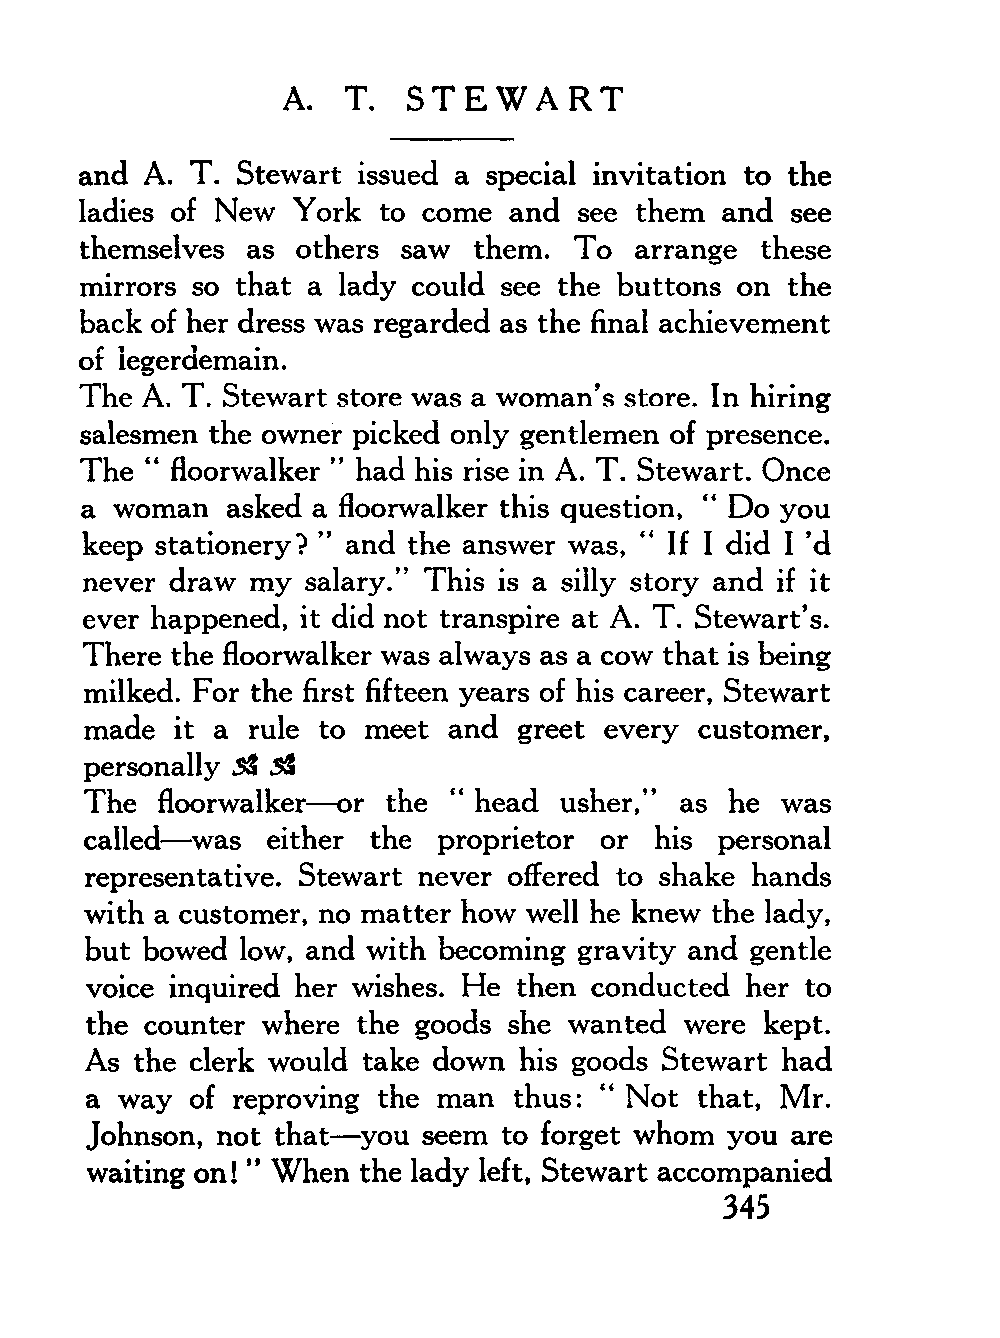 A. T. STEWART
and A. T. Stewart issued a special invitation to the
ladies of New York to come and see them and see
themselves as others saw them. To arrange these
mirrors so that a lady could see the buttons on the
back of her dress was regarded as the final achievement
of legerdemain.
The A. T. Stewart store was a woman's store. In hiring
salesmen the owner picked only gentlemen of presence.
The “ floorwalker ” had his rise in A. T. Stewart. Once
a woman asked a floorwalker this question, “ Do you
keep stationery? ” and the answer was, “ If I did I 'd
never draw my salary.” This is a silly story and if it
ever happened, it did not transpire at A. T. Stewart's.
There the floorwalker was always as a cow that is being
milked. For the first fifteen years of his career, Stewart
made it a rule to meet and greet every customer,
personally
The floorwalker—or the “ head usher,” as he was
called—was either the proprietor or his personal
representative. Stewart never offered to shake hands
with a customer, no matter how well he knew the lady,
but bowed low, and with becoming gravity and gentle
voice inquired her wishes. He then conducted her to
the counter where the goods she wanted were kept.
As the clerk would take down his goods Stewart had
a way of reproving the man thus: “ Not that, Mr.
Johnson, not that—you seem to forget whom you are
waiting on! ” When the lady left, Stewart accompanied
345